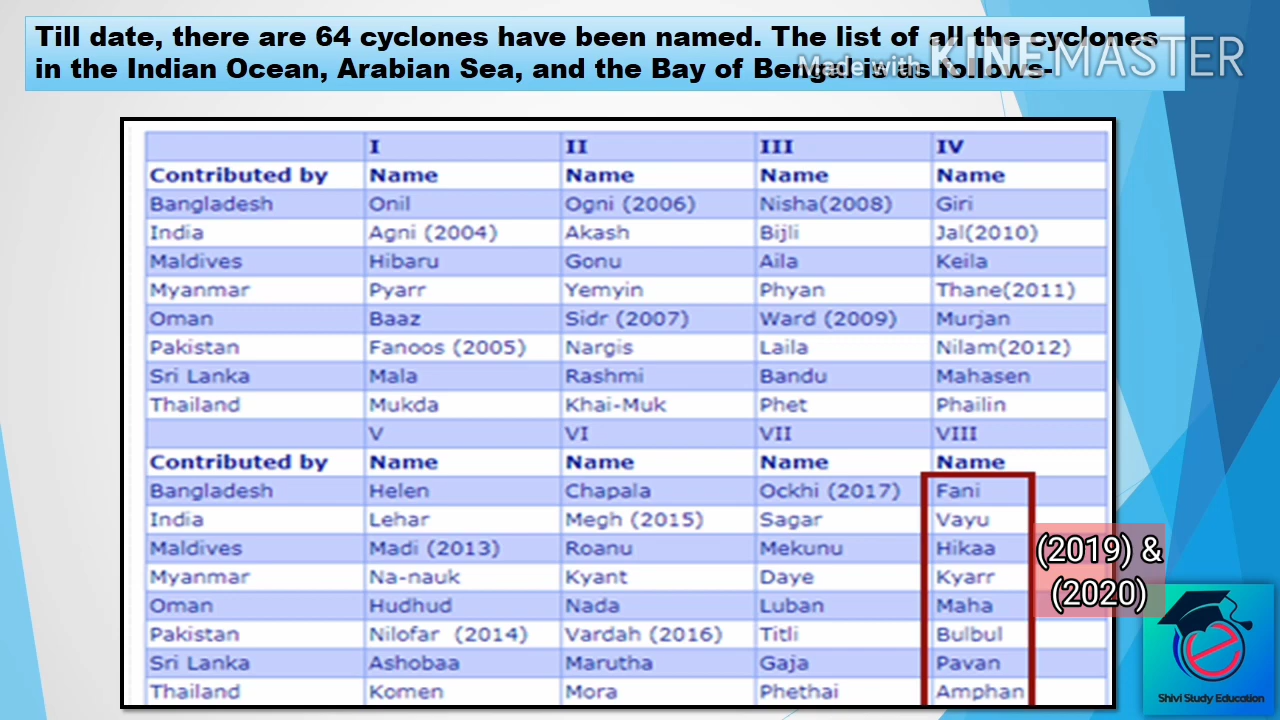 Till date, there are 64 cyclones have been named. The list of all the cyclones
in the Indian Ocean, Arabian Sea, and the Bay of Bengal is as follows-
Made with KINEMASTER
I II III IV
Contributed by Name Name Name Name
Bangladesh Onil Ogni (2006) Nisha(2008) Giri
India Agni (2004) Akash Bijli Jal(2010)
Maldives Hibaru Gonu Aila Keila
Myanmar Pyarr Yemyin Phyan Thane(2011)
Oman Baaz Sidr (2007) Ward (2009) Murjan
Pakistan Fanoos (2005) Nargis Laila Nilam(2012)
Sri Lanka Mala Rashmi Bandu Mahasen
Thailand Mukda Khai-Muk Phet Phailin
V VI VII VIII
Contributed by Name Name Name Name
Bangladesh Helen Chapala Ockhi (2017) Fani
India Lehar Megh (2015) Sagar Vayu
Maldives Madi (2013) Roanu Mekunu Hikaa
Myanmar Na-nauk Kyant Daye Kyarr
Oman Hudhud Nada Luban Maha
Pakistan Nilofar (2014) Vardah (2016) Titli Bulbul
Sri Lanka Ashobaa Marutha Gaja Pavan
Thailand Komen Mora Phethai Amphan
(2019) &
(2020)
Shivi Study Education